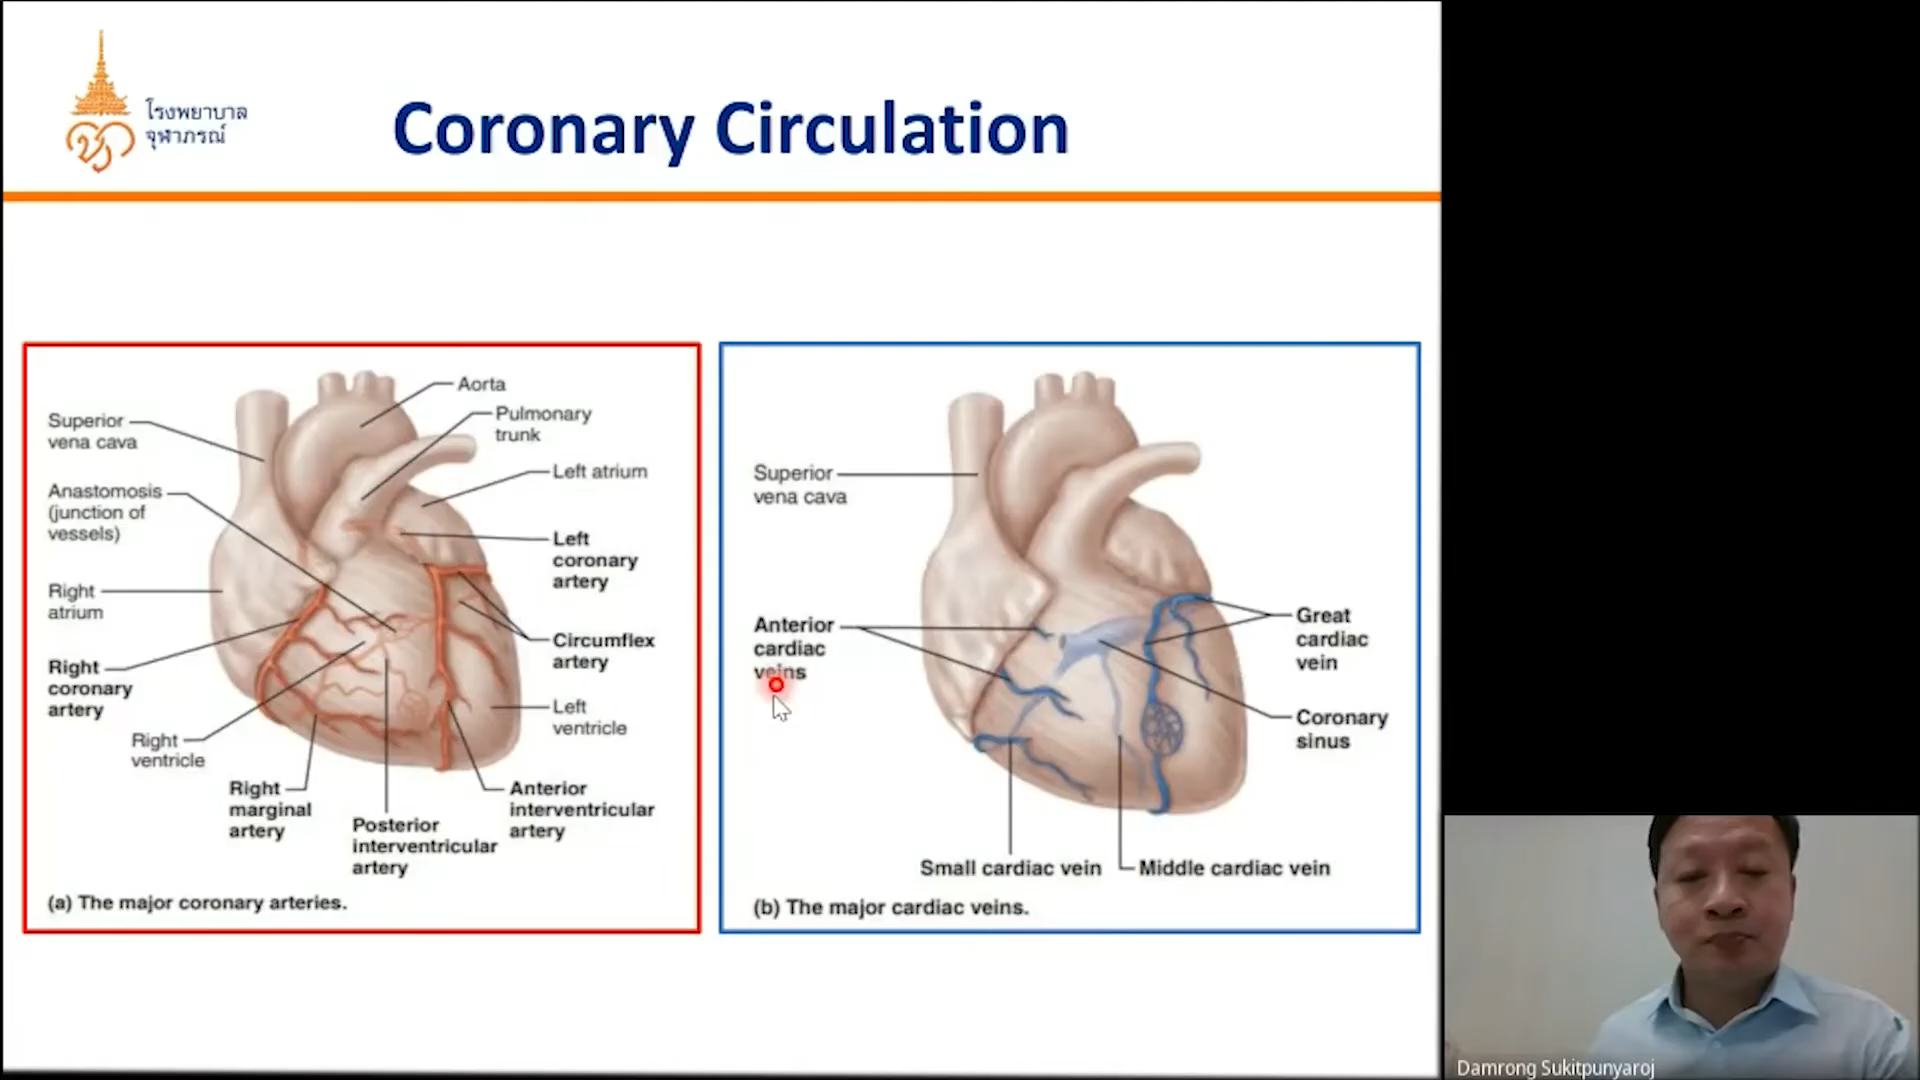 โรงพยาบาล
จุฬาภรณ์
Coronary Circulation
Aorta
Pulmonary
trunk
Superior
vena cava
Left atrium
Anastomosis
(junction of
vessels)
Left
coronary
artery
Right
atrium
Circumflex
artery
Right
coronary
artery
Left
ventricle
Right
ventricle
Right
marginal
artery
Posterior
interventricular
artery
Anterior
interventricular
artery
(a) The major coronary arteries.
Superior
vena cava
Anterior
cardiac
veins
Great
cardiac
vein
Coronary
sinus
Small cardiac vein
Middle cardiac vein
(b) The major cardiac veins.
Damrong Sukitpunyaroj